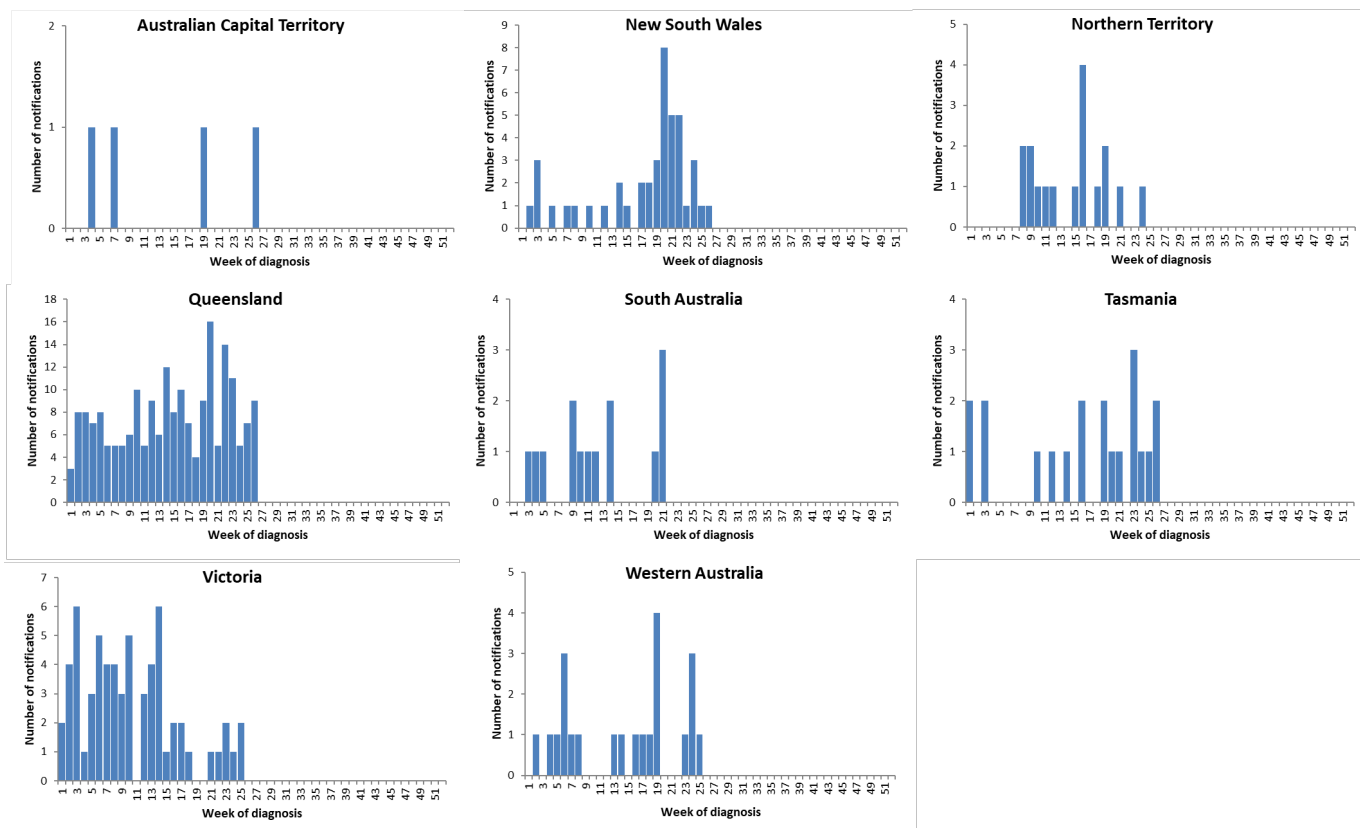 Australian Capital Territory
Number of notifications
2
1
0
1 3 5 7 9 11 13 15 17 19 21 23 25 27 29 31 33 35 37 39 41 43 45 47 49 51
Week of diagnosis
New South Wales
Number of notifications
9
8
7
6
5
4
3
2
1
0
1 3 5 7 9 11 13 15 17 19 21 23 25 27 29 31 33 35 37 39 41 43 45 47 49 51
Week of diagnosis
Northern Territory
Number of notifications
5
4
3
2
1
0
1 3 5 7 9 11 13 15 17 19 21 23 25 27 29 31 33 35 37 39 41 43 45 47 49 51
Week of diagnosis
Queensland
Number of notifications
18
16
14
12
10
8
6
4
2
0
1 3 5 7 9 11 13 15 17 19 21 23 25 27 29 31 33 35 37 39 41 43 45 47 49 51
Week of diagnosis
South Australia
Number of notifications
4
3
2
1
0
1 3 5 7 9 11 13 15 17 19 21 23 25 27 29 31 33 35 37 39 41 43 45 47 49 51
Week of diagnosis
Tasmania
Number of notifications
4
3
2
1
0
1 3 5 7 9 11 13 15 17 19 21 23 25 27 29 31 33 35 37 39 41 43 45 47 49 51
Week of diagnosis
Victoria
Number of notifications
7
6
5
4
3
2
1
0
1 3 5 7 9 11 13 15 17 19 21 23 25 27 29 31 33 35 37 39 41 43 45 47 49 51
Week of diagnosis
Western Australia
Number of notifications
5
4
3
2
1
0
1 3 5 7 9 11 13 15 17 19 21 23 25 27 29 31 33 35 37 39 41 43 45 47 49 51
Week of diagnosis